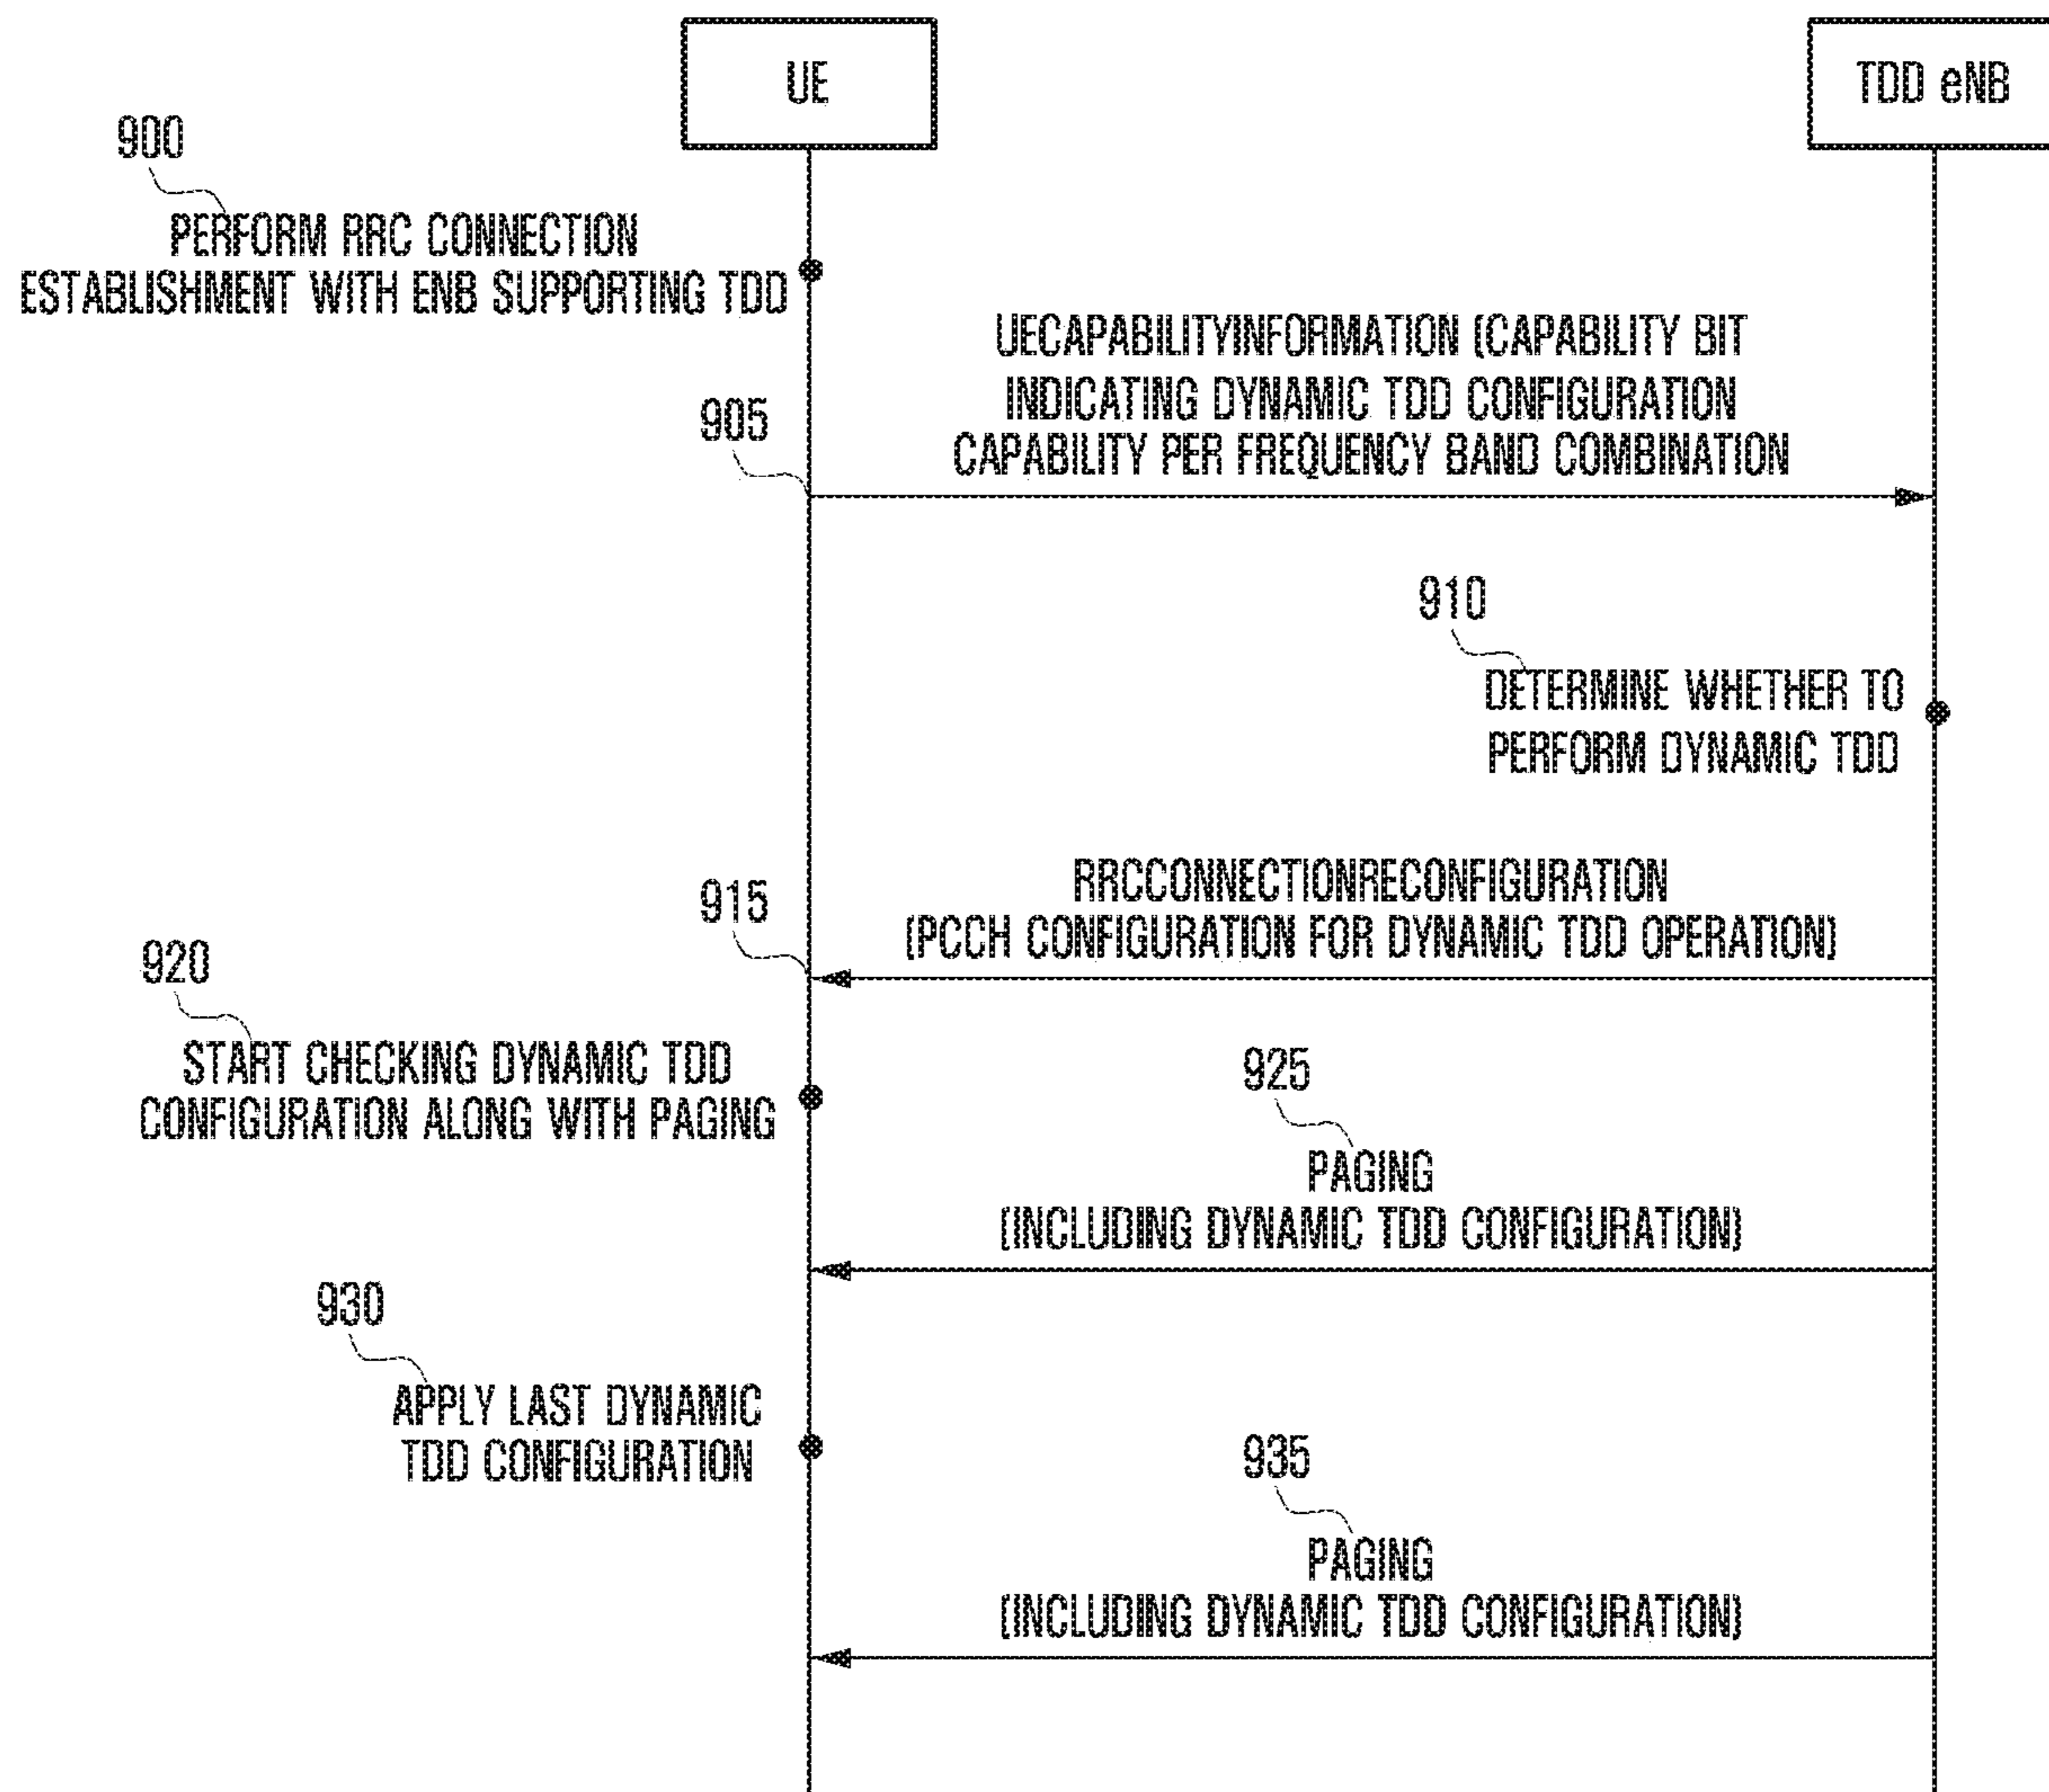 UE
TDD eNB
900
PERFORM RRC CONNECTION
ESTABLISHMENT WITH ENB SUPPORTING TDD
UECAPABILITYINFORMATION (CAPABILITY BIT
INDICATING DYNAMIC TDD CONFIGURATION
CAPABILITY PER FREQUENCY BAND COMBINATION
905
910
DETERMINE WHETHER TO
PERFORM DYNAMIC TDD
RRCCONNECTIONRECONFIGURATION
(PCCH CONFIGURATION FOR DYNAMIC TDD OPERATION)
915
920
START CHECKING DYNAMIC TDD
CONFIGURATION ALONG WITH PAGING
925
PAGING
(INCLUDING DYNAMIC TDD CONFIGURATION)
930
APPLY LAST DYNAMIC
TDD CONFIGURATION
935
PAGING
(INCLUDING DYNAMIC TDD CONFIGURATION)